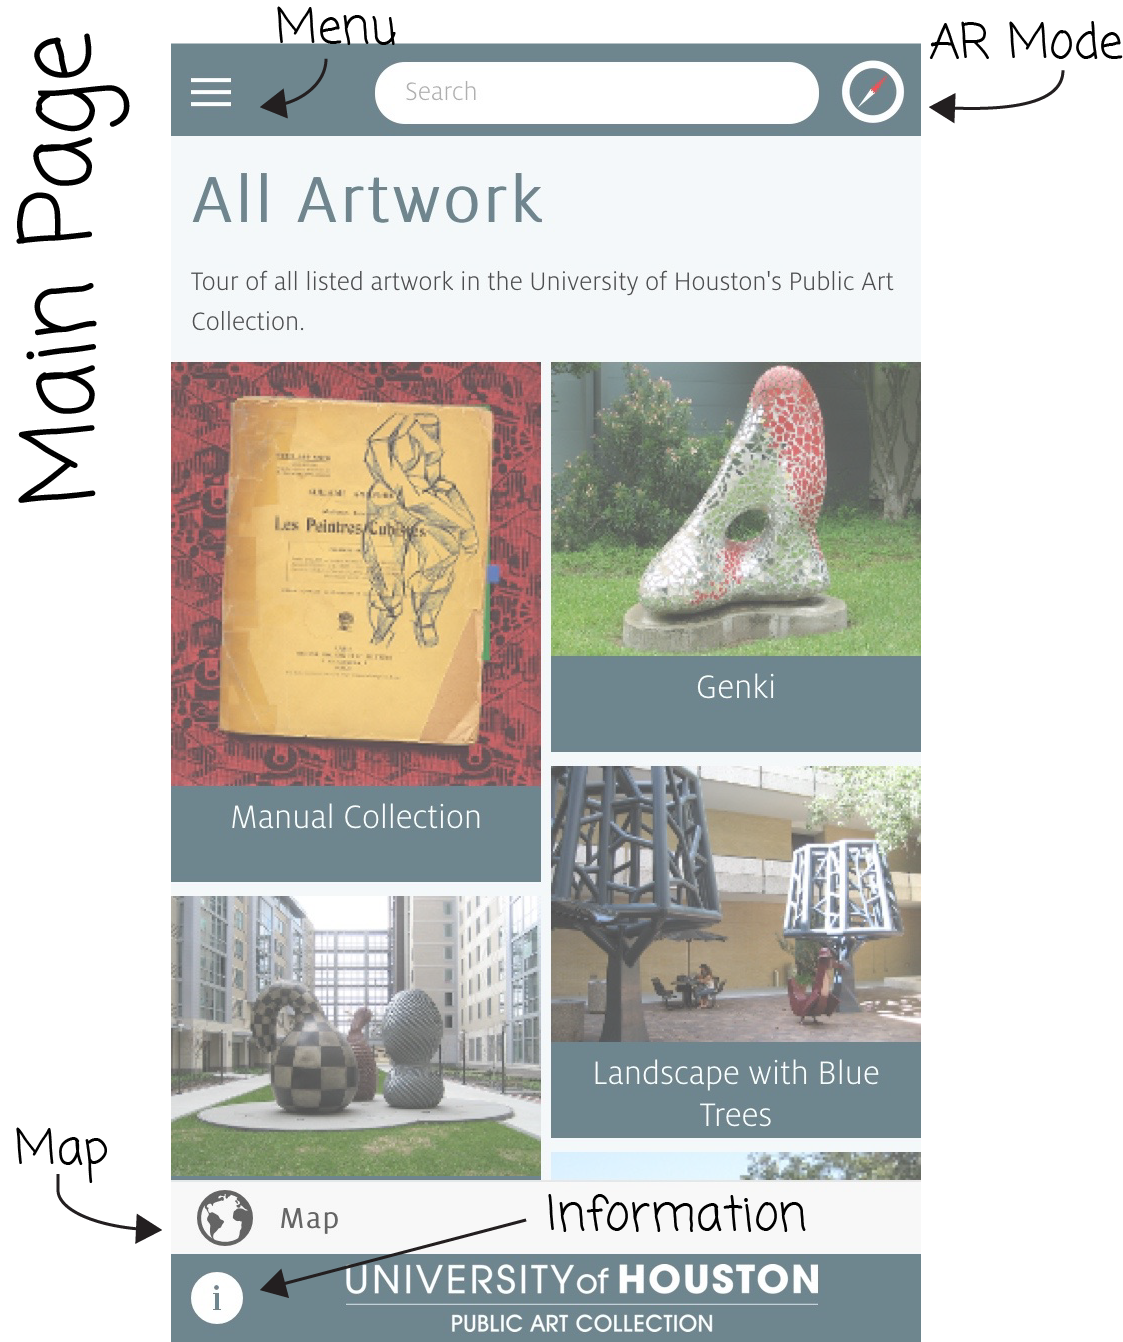 Main Page
Menu
AR Mode
Search
All Artwork
Tour of all listed artwork in the University of Houston's Public Art
Collection.
Les Peintres Cubistes
Genki
Manual Collection
Landscape with Blue
Trees
Map
Map
Information
i
UNIVERSITY of HOUSTON
PUBLIC ART COLLECTION